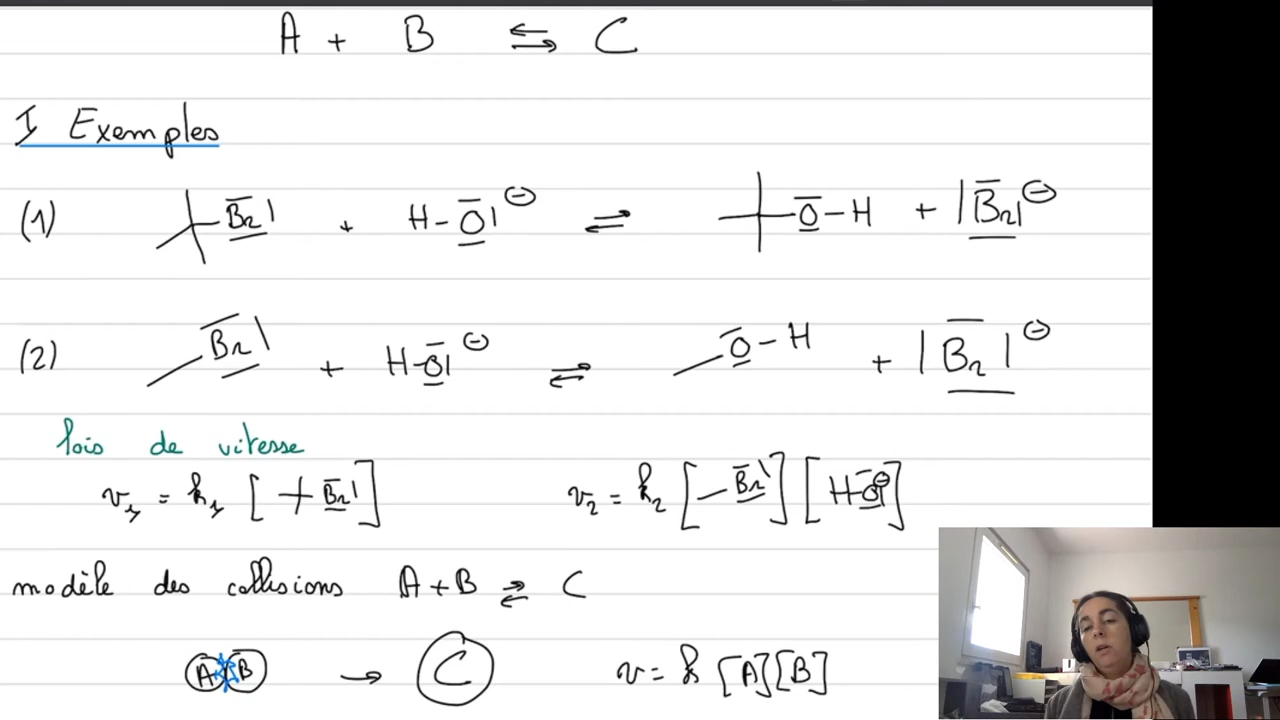 A + B ⇆ C
I Exemples
(1) Br + H-O ⊖ ⇌ O-H + |Br| ⊖
(2) Br + H-O| ⊖ ⇌ O-H + |Br| ⊖
lois de vitesse
v1 = k1 [Br] v2 = k2 [Br] [H-O ⊖]
modèle des collisions A + B ⇌ C
A B → C v = k [A][B]